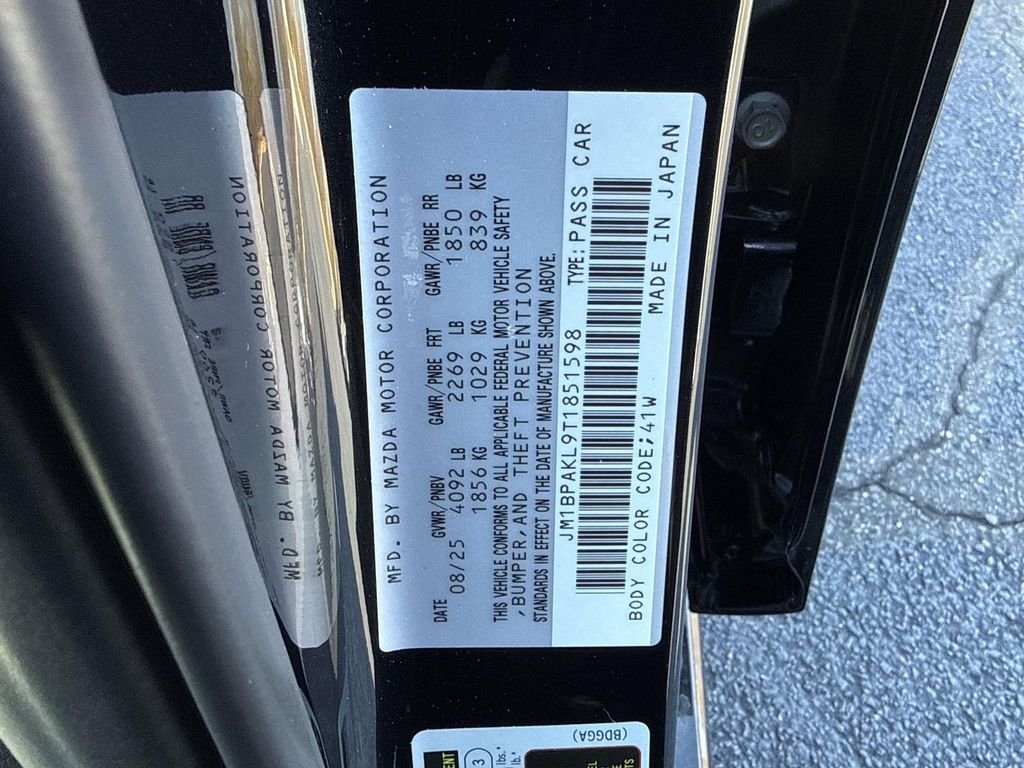 MFD. BY MAZDA MOTOR CORPORATION
DATE GVWR/PNBV GAWR/PNBE FRT GAWR/PNBE RR
08/25 4092 LB 2269 LB 1850 LB
1856 KG 1029 KG 839 KG
THIS VEHICLE CONFORMS TO ALL APPLICABLE FEDERAL MOTOR VEHICLE SAFETY
,BUMPER,AND THEFT PREVENTION
STANDARDS IN EFFECT ON THE DATE OF MANUFACTURE SHOWN ABOVE.
JM1BPAKL9T1851598 TYPE:PASS CAR
BODY COLOR CODE;41W MADE IN JAPAN
(BDGGA)
3
lbs.
lb.
MFD. BY MAZDA MOTOR CORPORATION